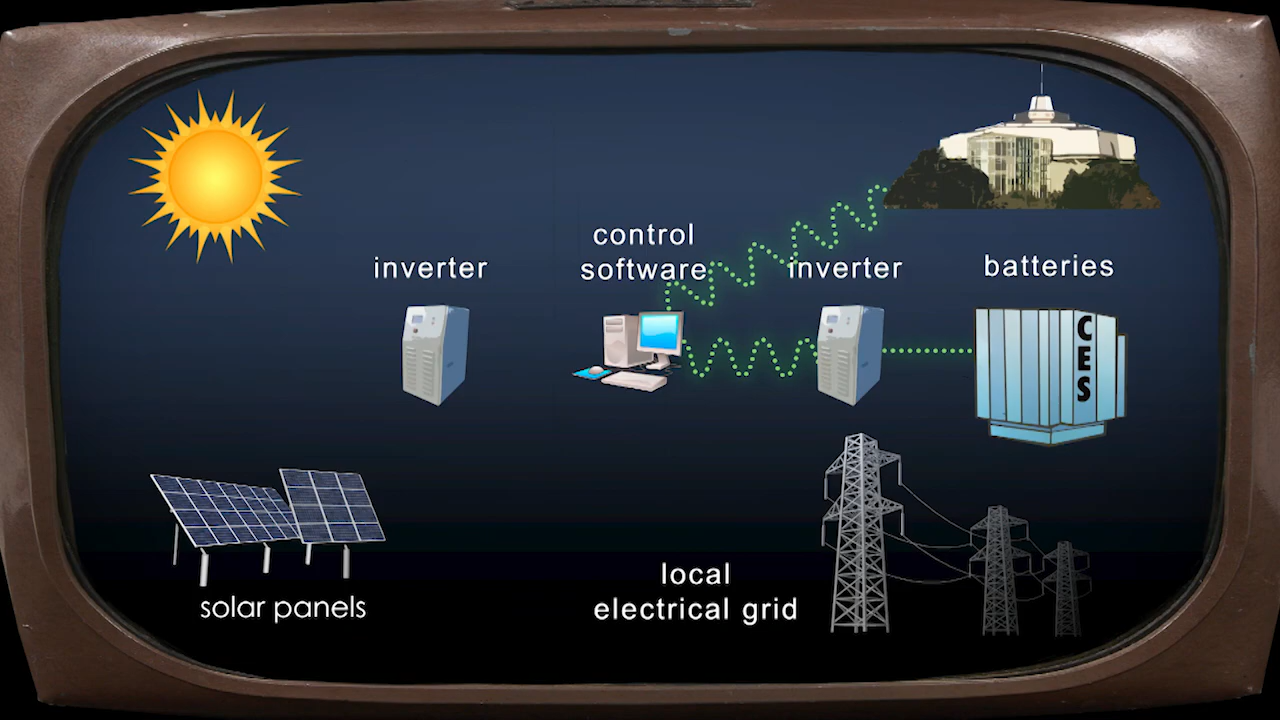 control
software
inverter
inverter
batteries
CES
solar panels
local
electrical grid